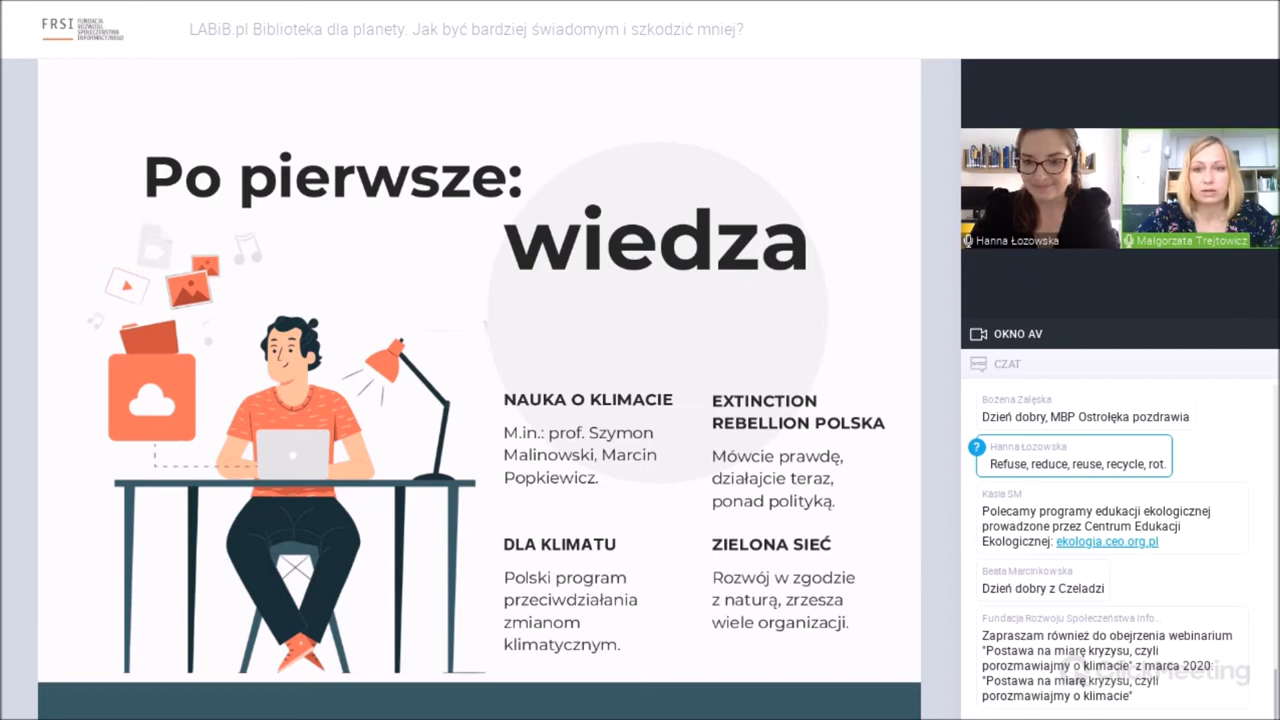 FRSI
FUNDACJA
ROZWOJU
SPOŁECZEŃSTWA
INFORMACYJNEGO
LABiB.pl Biblioteka dla planety. Jak być bardziej świadomym i szkodzić mniej?
Po pierwsze:
wiedza
NAUKA O KLIMACIE
M.in.: prof. Szymon
Malinowski, Marcin
Popkiewicz.
EXTINCTION
REBELLION POLSKA
Mówcie prawdę,
działajcie teraz,
ponad polityką.
DLA KLIMATU
Polski program
przeciwdziałania
zmianom
klimatycznym.
ZIELONA SIEĆ
Rozwój w zgodzie
z naturą, zrzesza
wiele organizacji.
Hanna Łozowska
Małgorzata Trejtowicz
OKNO AV
CZAT
Bożena Załęska
Dzień dobry, MBP Ostrołęka pozdrawia
?
Hanna Łozowska
Refuse, reduce, reuse, recycle, rot.
Kasia SM
Polecamy programy edukacji ekologicznej
prowadzone przez Centrum Edukacji
Ekologicznej: ekologia.ceo.org.pl
Beata Marcinkowska
Dzień dobry z Czeladzi
Fundacja Rozwoju Społeczeństwa Info...
Zapraszam również do obejrzenia webinarium
"Postawa na miarę kryzysu, czyli
porozmawiajmy o klimacie" z marca 2020:
"Postawa na miarę kryzysu, czyli
porozmawiajmy o klimacie"
ClickMeeting